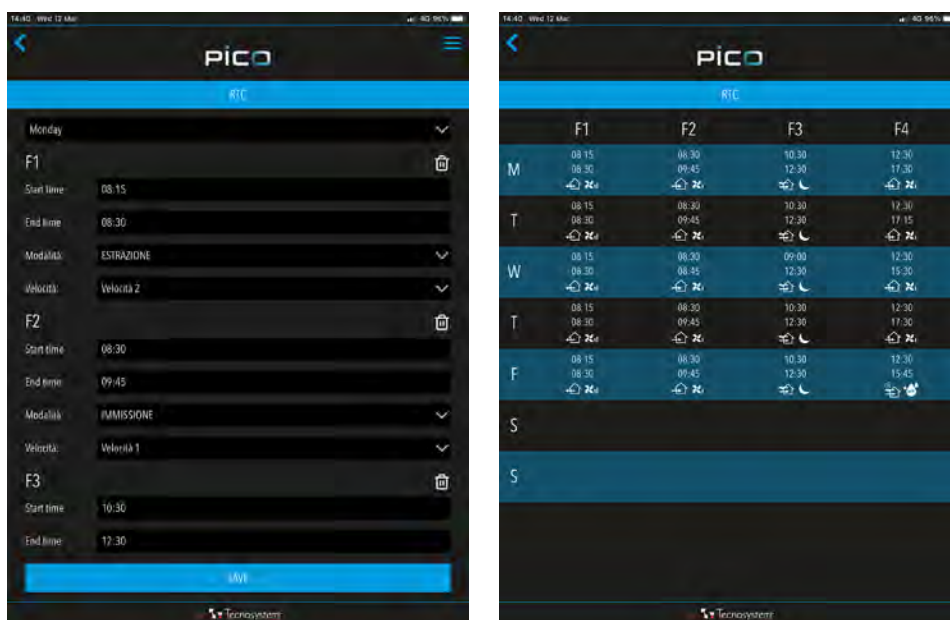 14:40 Wed 12 Mar
4G 96%
pico
RTC
Monday
F1
Start time 08:15
End time 08:30
Modalità: ESTRAZIONE
Velocità: Velocità 2
F2
Start time 08:30
End time 09:45
Modalità: IMMISSIONE
Velocità: Velocità 1
F3
Start time 10:30
End time 12:30
SAVE
Tecnosystemi
14:40 Wed 12 Mar
4G 96%
pico
RTC
F1 F2 F3 F4
M
08:15 08:30 10:30 12:30
08:30 09:45 12:30 17:30
T
08:15 08:30 10:30 12:30
08:30 09:45 12:30 17:15
W
08:15 08:30 09:00 12:30
08:30 08:45 12:30 15:30
T
08:15 08:30 10:30 12:30
08:30 09:45 12:30 17:30
F
08:15 08:30 10:30 12:30
08:30 09:45 12:30 15:45
S
S
Tecnosystemi